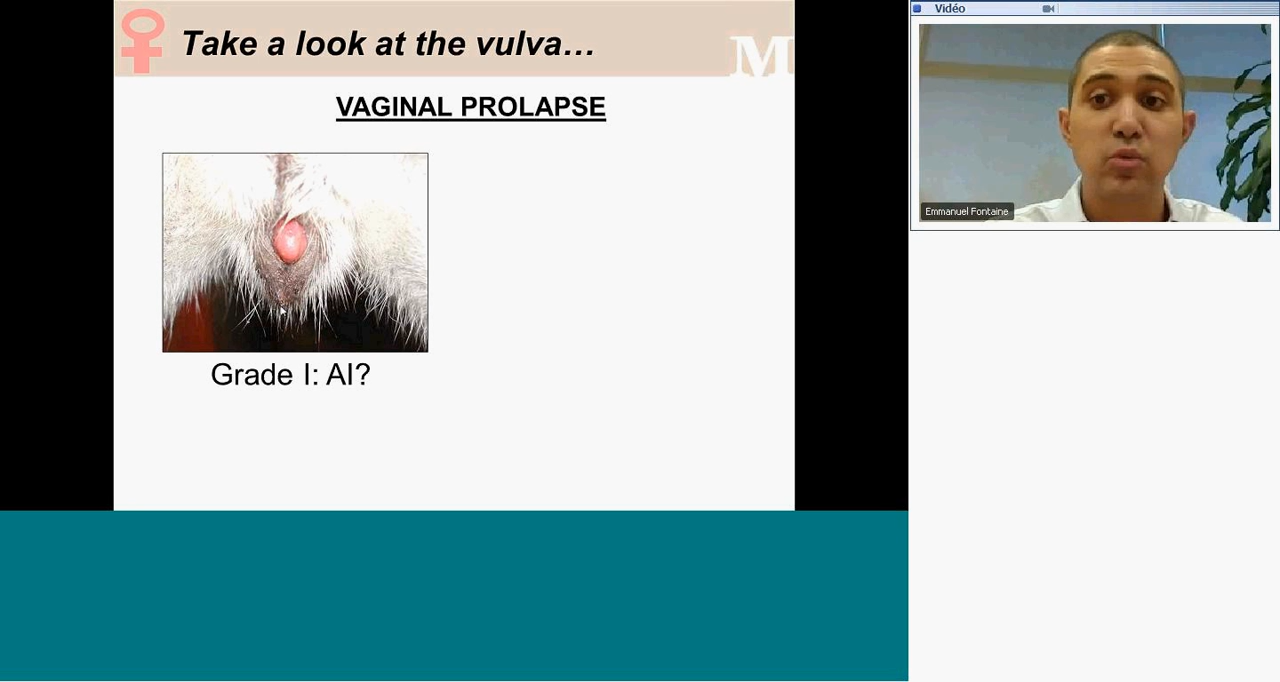 Take a look at the vulva…
M
VAGINAL PROLAPSE
Grade I: AI?
Vidéo
Emmanuel Fontaine